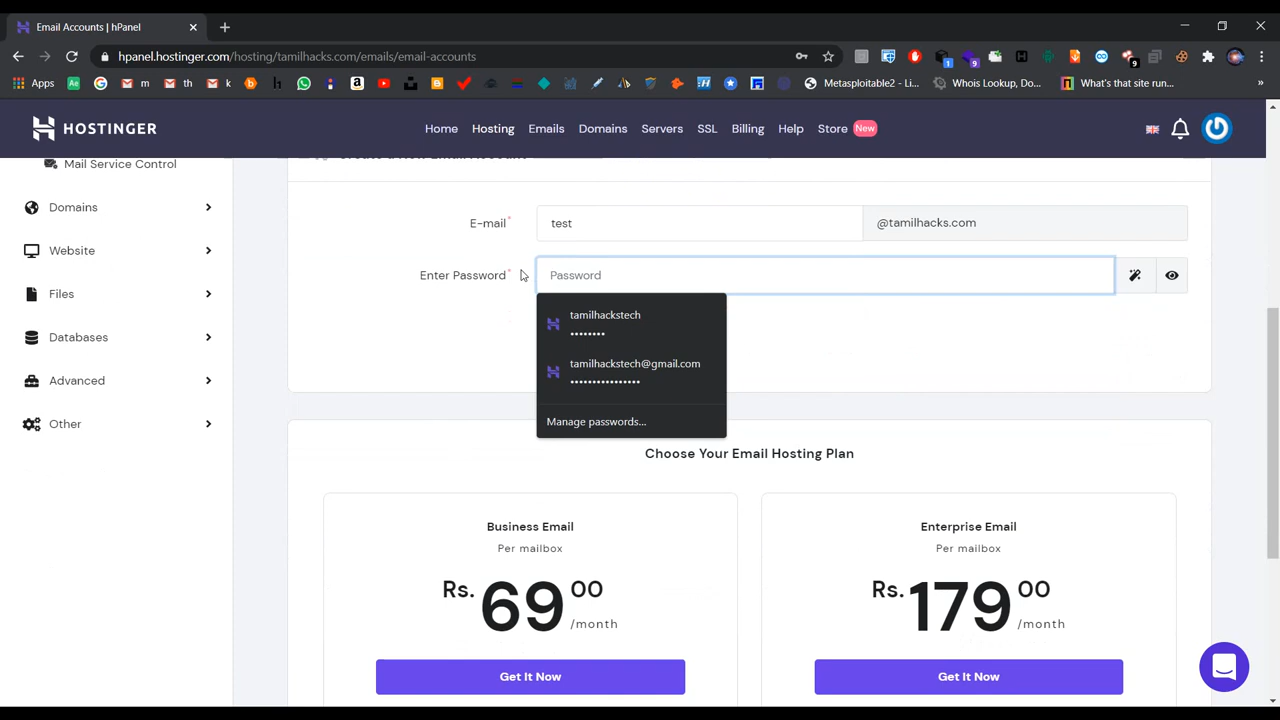 Email Accounts | hPanel
hpanel.hostinger.com/hosting/tamilhacks.com/emails/email-accounts
Apps
m
th
m
k
b
h
Metasploitable2 - Li...
Whois Lookup, Do...
What's that site run...
HOSTINGER
Home
Hosting
Emails
Domains
Servers
SSL
Billing
Help
Store
New
Mail Service Control
Domains
Website
Files
Databases
Advanced
Other
Create a New Email Account
E-mail*
test
@tamilhacks.com
Enter Password*
Password
tamilhackstech
••••••••
tamilhackstech@gmail.com
••••••••••••••••
Manage passwords...
Choose Your Email Hosting Plan
Business Email
Per mailbox
Rs. 69 00 /month
Get It Now
Enterprise Email
Per mailbox
Rs. 179 00 /month
Get It Now